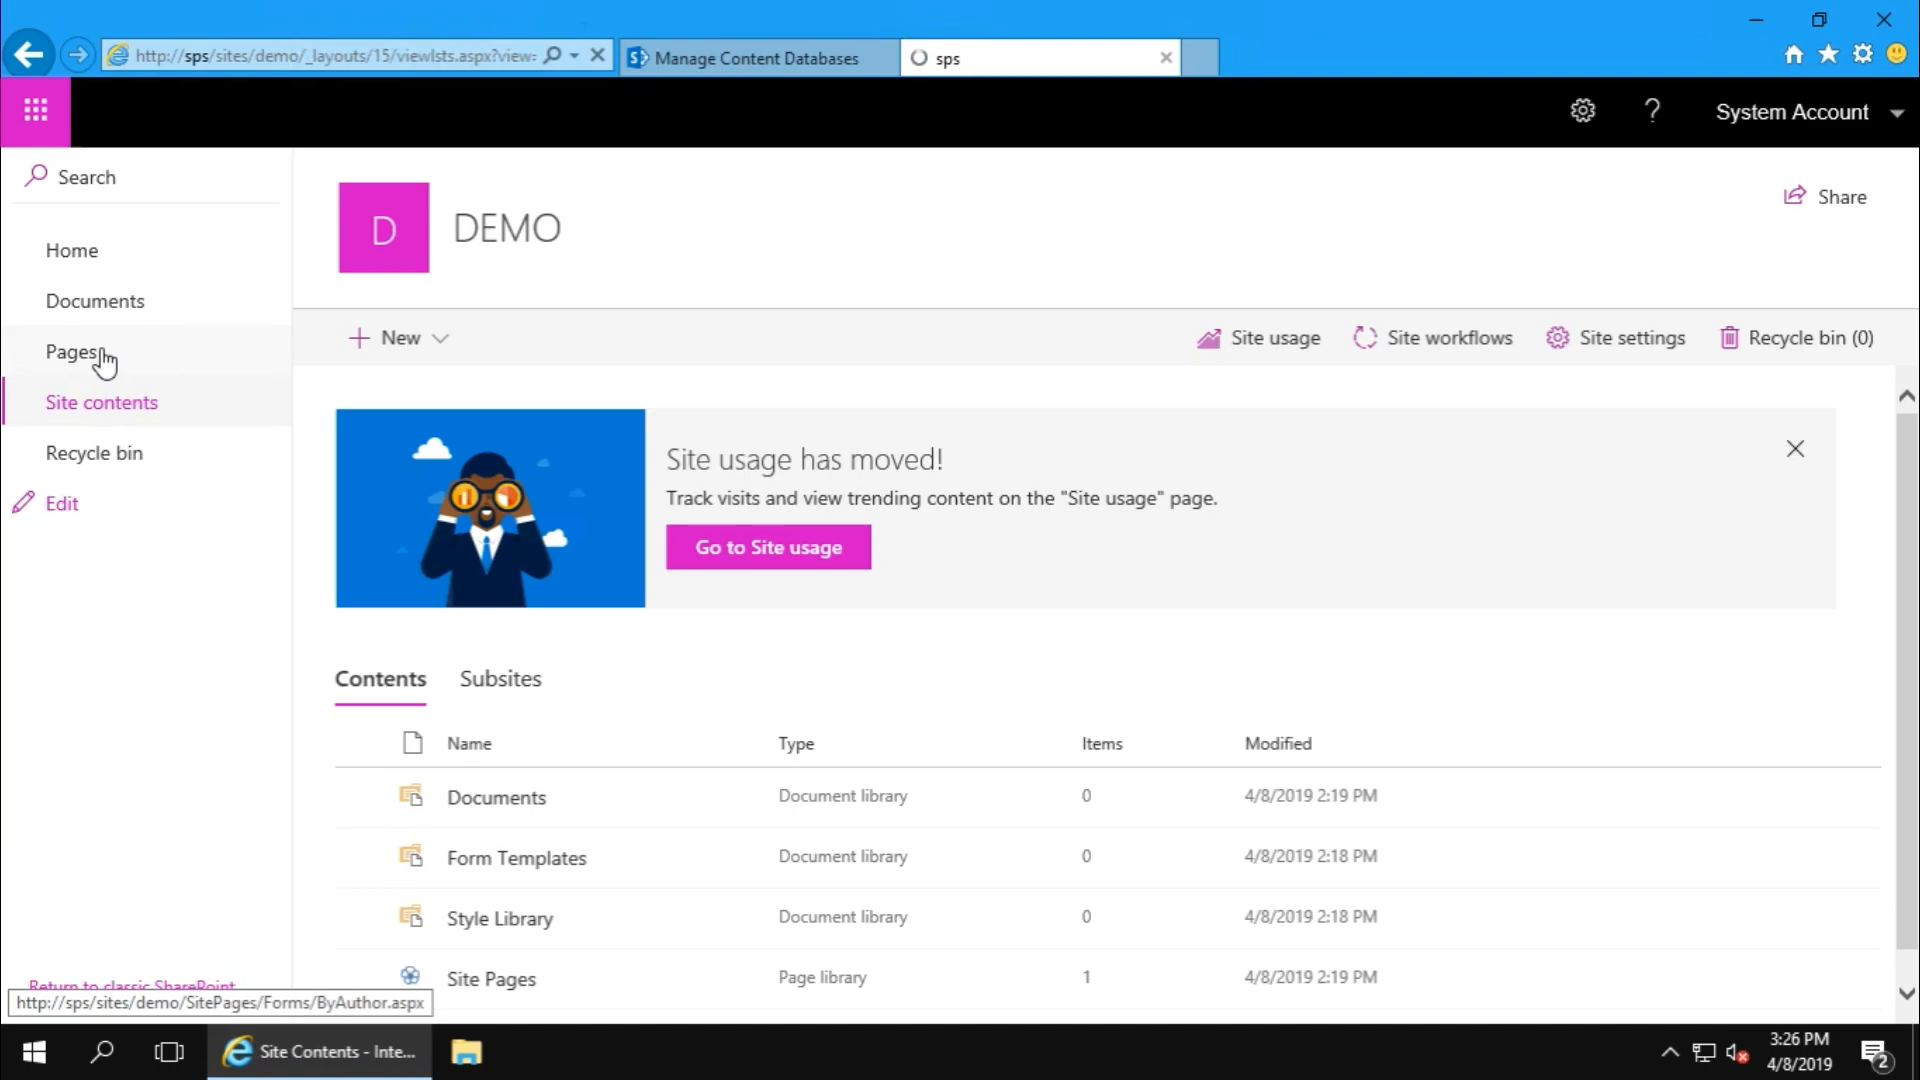 http://sps/sites/demo/_layouts/15/viewlsts.aspx?view=
Manage Content Databases
sps
System Account
Search
Home
Documents
Pages
Site contents
Recycle bin
Edit
D
DEMO
Share
New
Site usage
Site workflows
Site settings
Recycle bin (0)
Site usage has moved!
Track visits and view trending content on the "Site usage" page.
Go to Site usage
Contents
Subsites
Name Type Items Modified
Documents Document library 0 4/8/2019 2:19 PM
Form Templates Document library 0 4/8/2019 2:18 PM
Style Library Document library 0 4/8/2019 2:18 PM
Site Pages Page library 1 4/8/2019 2:19 PM
Return to classic SharePoint
http://sps/sites/demo/SitePages/Forms/ByAuthor.aspx
Site Contents - Inte...
3:26 PM
4/8/2019
2